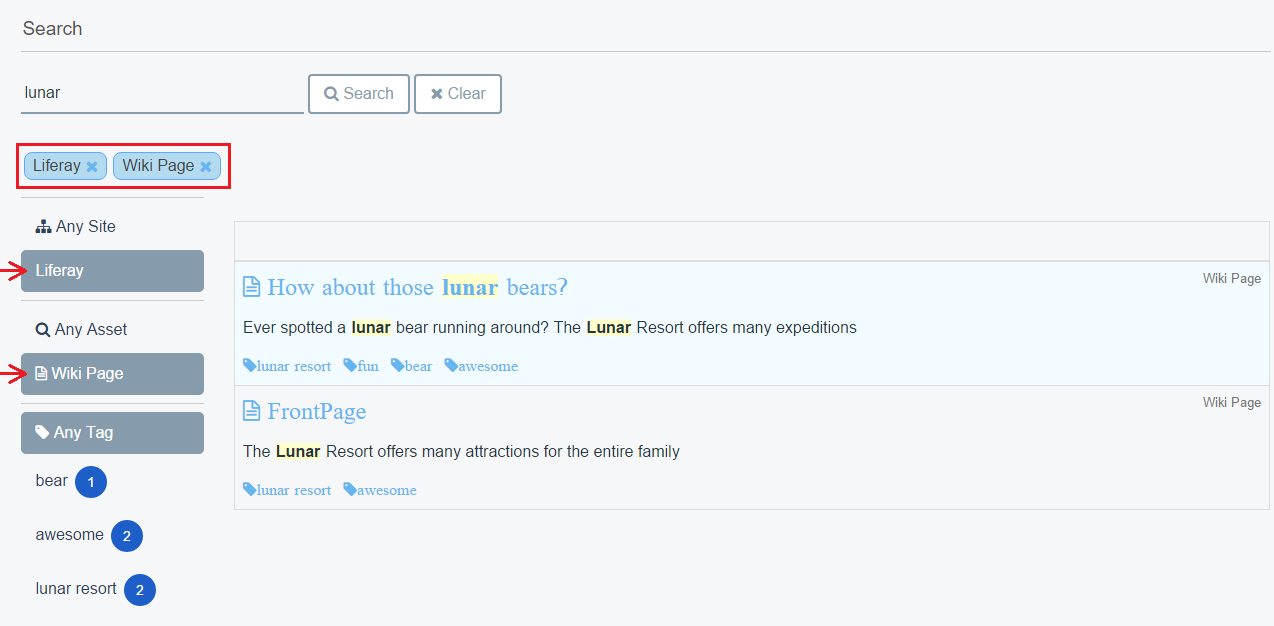 Search
lunar
Search
Clear
Liferay
Wiki Page
Any Site
Liferay
Any Asset
Wiki Page
Any Tag
bear 1
awesome 2
lunar resort 2
How about those lunar bears?
Wiki Page
Ever spotted a lunar bear running around? The Lunar Resort offers many expeditions
lunar resort fun bear awesome
FrontPage
Wiki Page
The Lunar Resort offers many attractions for the entire family
lunar resort awesome